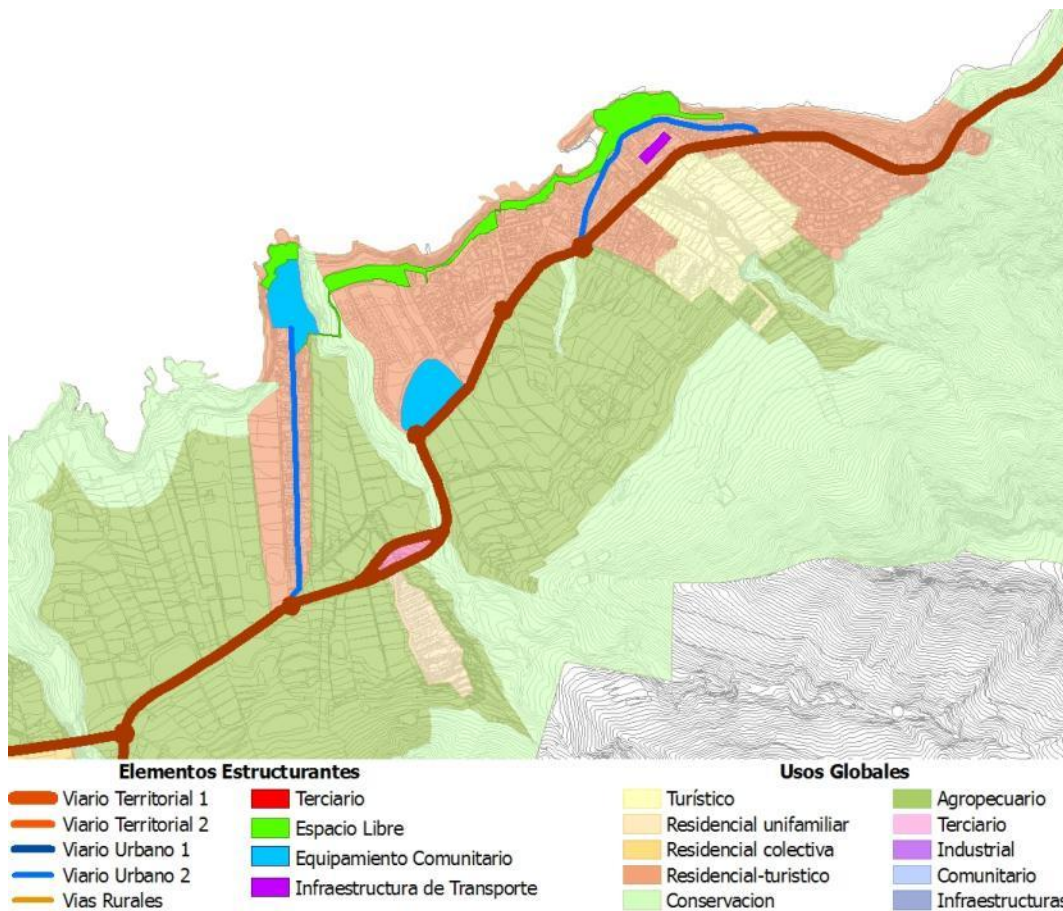 Elementos Estructurantes
Viario Territorial 1
Viario Territorial 2
Viario Urbano 1
Viario Urbano 2
Vias Rurales
Terciario
Espacio Libre
Equipamiento Comunitario
Infraestructura de Transporte
Usos Globales
Turístico
Residencial unifamiliar
Residencial colectiva
Residencial-turistico
Conservacion
Agropecuario
Terciario
Industrial
Comunitario
Infraestructura